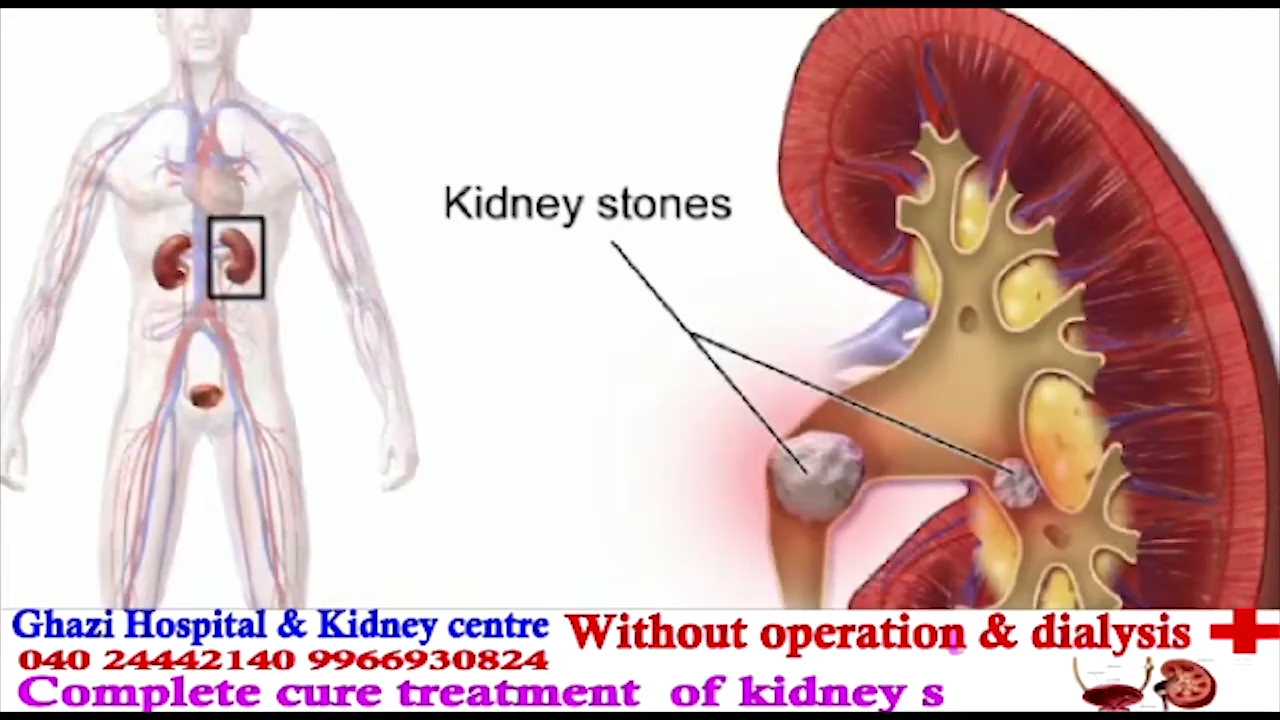 Kidney stones
Ghazi Hospital & Kidney centre
Without operation & dialysis
040 24442140 9966930824
Complete cure treatment of kidney s